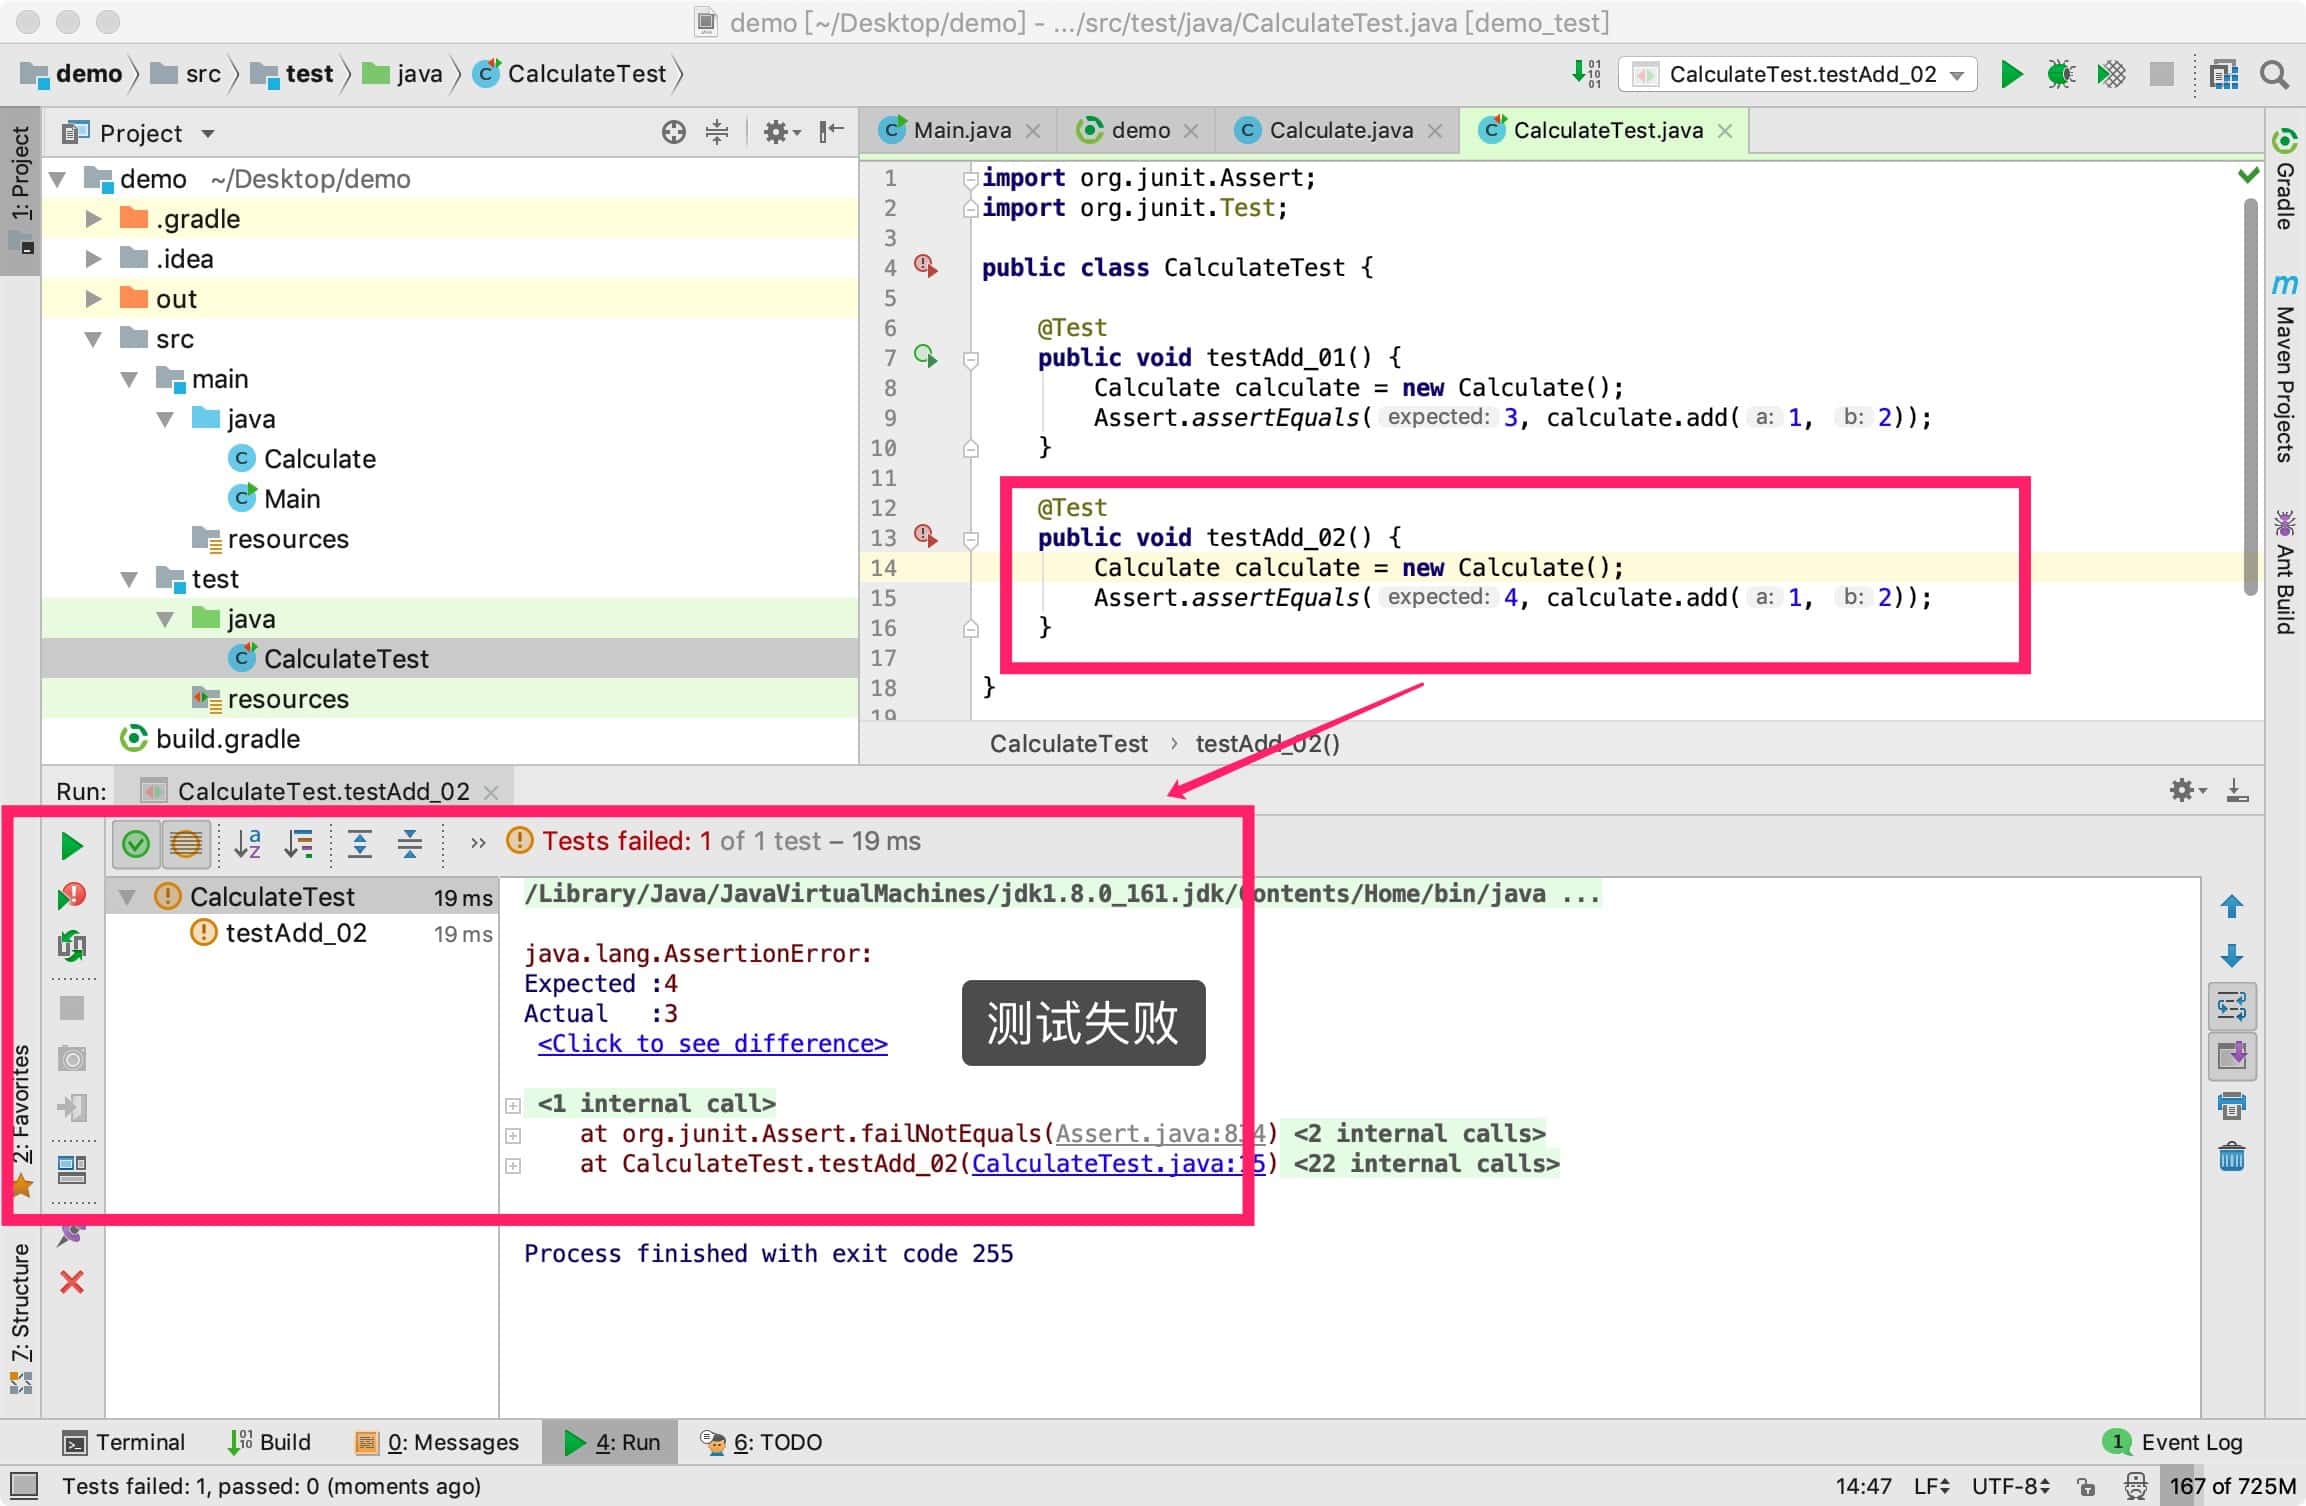 demo [~/Desktop/demo] - .../src/test/java/CalculateTest.java [demo_test]
demo src test java CalculateTest
CalculateTest.testAdd_02
1: Project
Project
Main.java demo Calculate.java CalculateTest.java
demo ~/Desktop/demo
.gradle
.idea
out
src
main
java
Calculate
Main
resources
test
java
CalculateTest
resources
build.gradle
1 import org.junit.Assert;
2 import org.junit.Test;
3
4 public class CalculateTest {
5
6 @Test
7 public void testAdd_01() {
8 Calculate calculate = new Calculate();
9 Assert.assertEquals( expected: 3, calculate.add( a: 1, b: 2));
10 }
11
12 @Test
13 public void testAdd_02() {
14 Calculate calculate = new Calculate();
15 Assert.assertEquals( expected: 4, calculate.add( a: 1, b: 2));
16 }
17
18 }
19
CalculateTest › testAdd_02()
Gradle
Maven Projects
Ant Build
Run: CalculateTest.testAdd_02
» Tests failed: 1 of 1 test – 19 ms
CalculateTest 19 ms
testAdd_02 19 ms
/Library/Java/JavaVirtualMachines/jdk1.8.0_161.jdk/Contents/Home/bin/java ...
java.lang.AssertionError:
Expected :4
Actual :3
<Click to see difference>
测试失败
<1 internal call>
at org.junit.Assert.failNotEquals(Assert.java:834) <2 internal calls>
at CalculateTest.testAdd_02(CalculateTest.java:15) <22 internal calls>
Process finished with exit code 255
2: Favorites
7: Structure
Terminal Build 0: Messages 4: Run 6: TODO 1 Event Log
Tests failed: 1, passed: 0 (moments ago) 14:47 LF UTF-8 167 of 725M